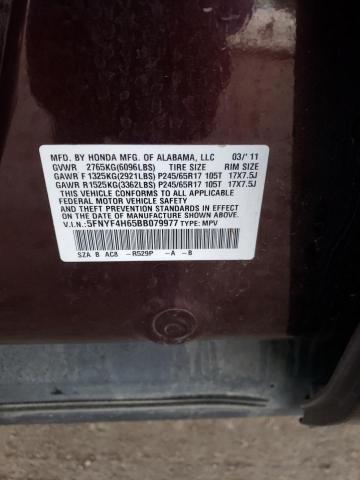 MFD. BY HONDA MFG. OF ALABAMA, LLC 03/' 11
GVWR 2765KG(6096LBS) TIRE SIZE RIM SIZE
GAWR F 1325KG(2921LBS) P245/65R17 105T 17X7.5J
GAWR R1525KG(3362LBS) P245/65R17 105T 17X7.5J
THIS VEHICLE CONFORMS TO ALL APPLICABLE
FEDERAL MOTOR VEHICLE SAFETY AND THEFT
PREVENTION STANDARDS IN EFFECT ON THE DATE
OF MANUFACTURE SHOWN ABOVE.
V.I.N.:5FNYF4H65BB079977 TYPE: MPV
SZA B AC8 -R529P -A -B